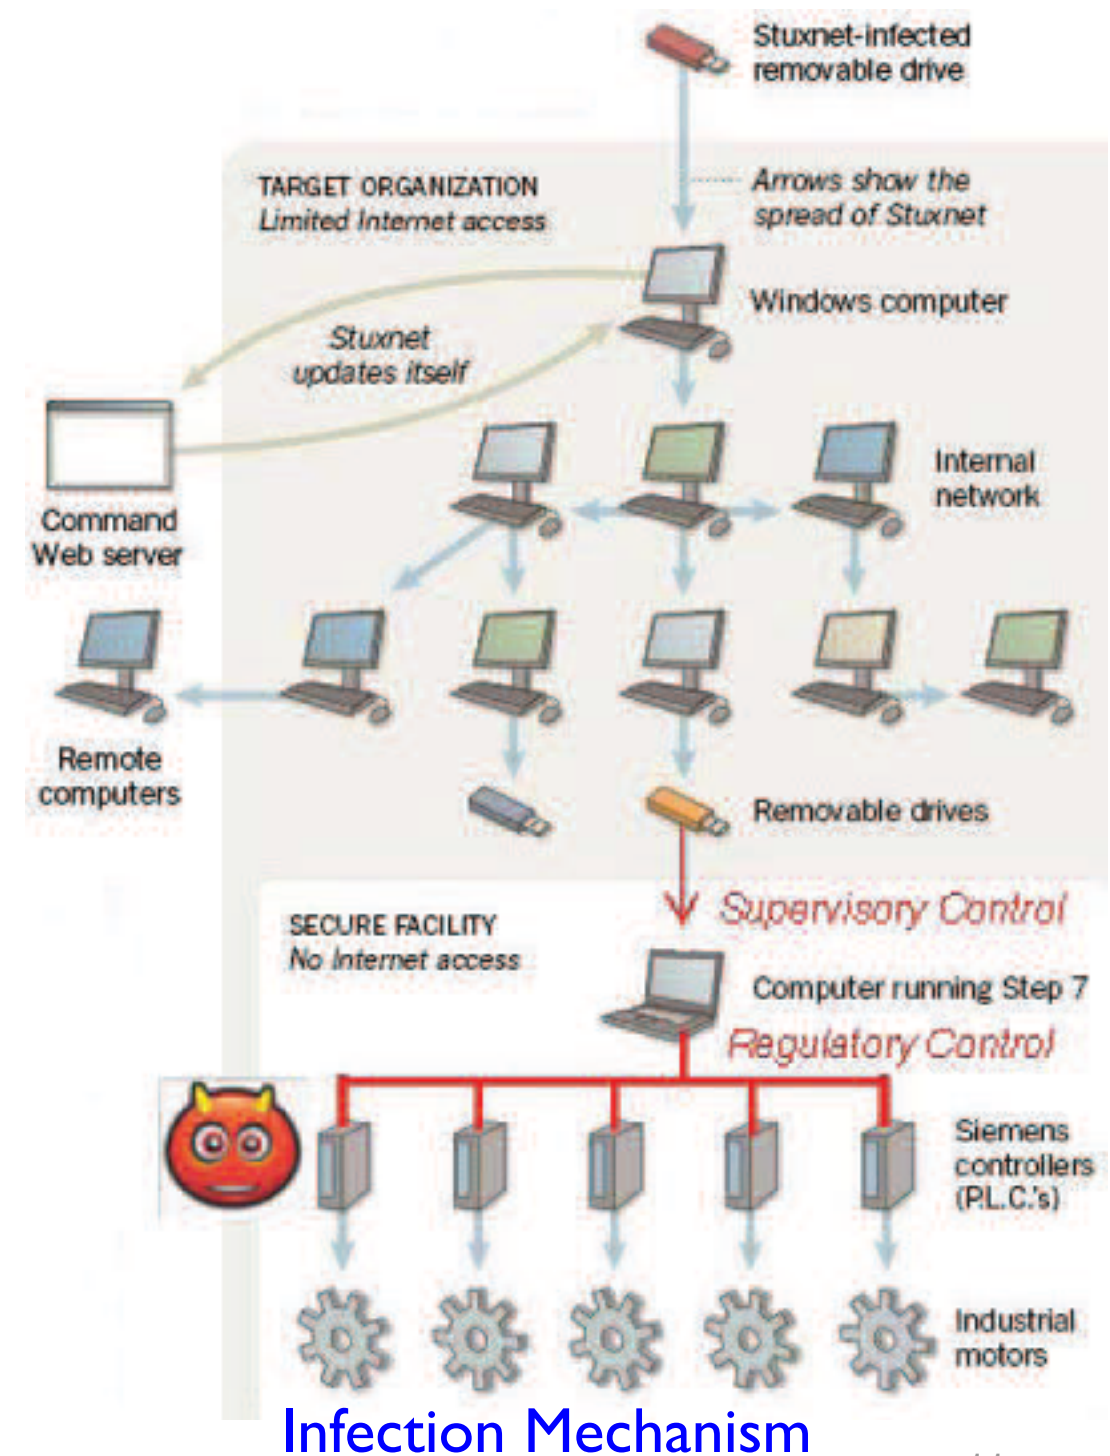 Stuxnet-infected
removable drive
TARGET ORGANIZATION
Limited Internet access
Arrows show the
spread of Stuxnet
Windows computer
Stuxnet
updates itself
Command
Web server
Internal
network
Remote
computers
Removable drives
SECURE FACILITY
No Internet access
Supervisory Control
Computer running Step 7
Regulatory Control
Siemens
controllers
(P.L.C.'s)
Industrial
motors
Infection Mechanism